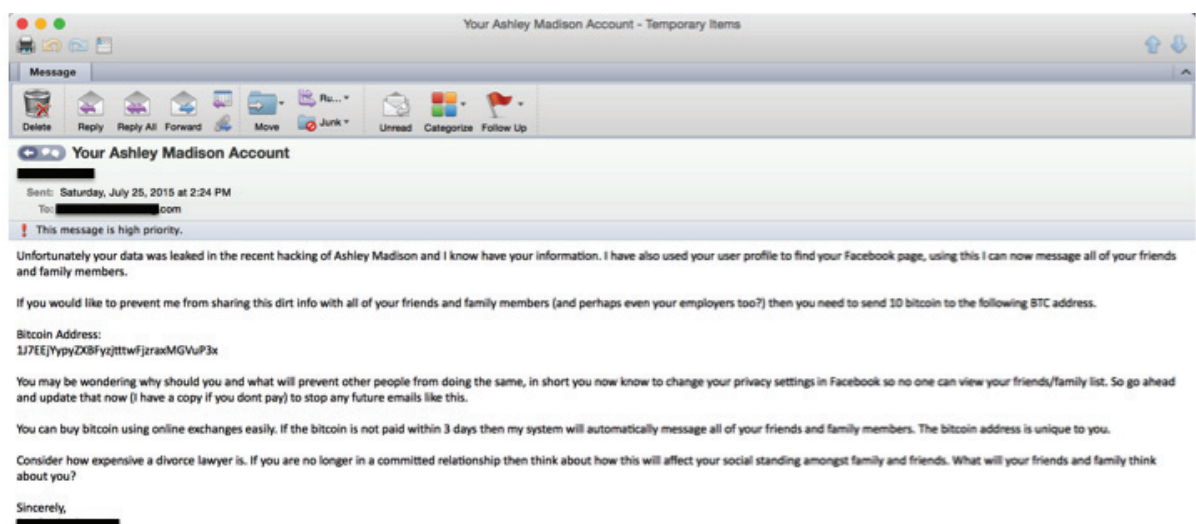 Your Ashley Madison Account - Temporary Items
Message
Delete Reply Reply All Forward Move Ru... Junk Unread Categorize Follow Up
Your Ashley Madison Account
Sent: Saturday, July 25, 2015 at 2:24 PM
To: .com
This message is high priority.
Unfortunately your data was leaked in the recent hacking of Ashley Madison and I know have your information. I have also used your user profile to find your Facebook page, using this I can now message all of your friends
and family members.
If you would like to prevent me from sharing this dirt info with all of your friends and family members (and perhaps even your employers too?) then you need to send 10 bitcoin to the following BTC address.
Bitcoin Address:
You may be wondering why should you and what will prevent other people from doing the same, in short you now know to change your privacy settings in Facebook so no one can view your friends/family list. So go ahead
and update that now (I have a copy if you dont pay) to stop any future emails like this.
You can buy bitcoin using online exchanges easily. If the bitcoin is not paid within 3 days then my system will automatically message all of your friends and family members. The bitcoin address is unique to you.
Consider how expensive a divorce lawyer is. If you are no longer in a committed relationship then think about how this will affect your social standing amongst family and friends. What will your friends and family think
about you?
Sincerely,